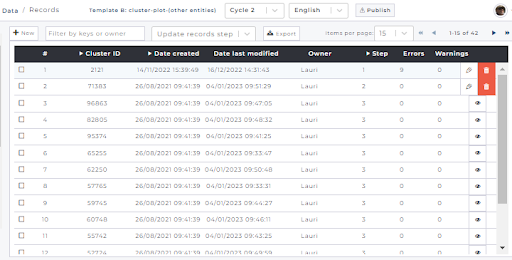 Data / Records Template B: cluster-plot-(other entities) Cycle 2 English Publish
+ New Filter by keys or owner Update records step Export Items per page: 15 1-15 of 42
# Cluster ID Date created Date last modified Owner Step Errors Warnings
1 2121 14/11/2022 15:39:49 16/12/2022 14:31:43 Lauri 1 9 0
2 71383 26/08/2021 09:41:39 04/01/2023 09:51:29 Lauri 2 0 0
3 96863 26/08/2021 09:41:39 04/01/2023 09:47:05 Lauri 3 0 0
4 82805 26/08/2021 09:41:39 04/01/2023 09:48:32 Lauri 3 0 0
5 95374 26/08/2021 09:41:39 04/01/2023 09:41:25 Lauri 3 0 0
6 65255 26/08/2021 09:41:39 04/01/2023 09:33:47 Lauri 3 0 0
7 62250 26/08/2021 09:41:39 04/01/2023 09:50:48 Lauri 3 0 0
8 57765 26/08/2021 09:41:39 04/01/2023 09:33:31 Lauri 3 0 0
9 59745 26/08/2021 09:41:39 04/01/2023 09:44:27 Lauri 3 0 0
10 60748 26/08/2021 09:41:39 04/01/2023 09:46:11 Lauri 3 0 0
11 55742 26/08/2021 09:41:39 04/01/2023 09:43:25 Lauri 3 0 0
12 52724 26/08/2021 09:41:39 04/01/2023 09:49:59 Lauri 3 0 0